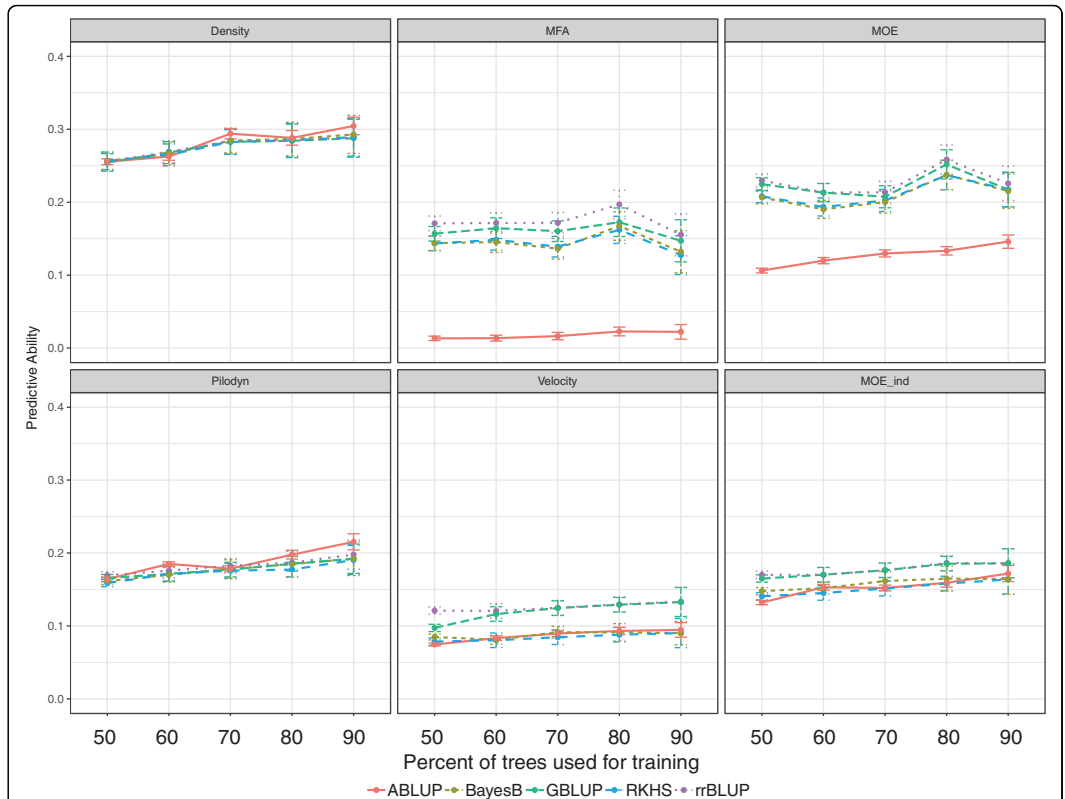 Density MFA MOE
0.4
0.3
0.2
0.1
0.0
Pilodyn Velocity MOE_ind
0.4
0.3
0.2
0.1
0.0
Predictive Ability
50 60 70 80 90 50 60 70 80 90 50 60 70 80 90
Percent of trees used for training
ABLUP BayesB GBLUP RKHS rrBLUP